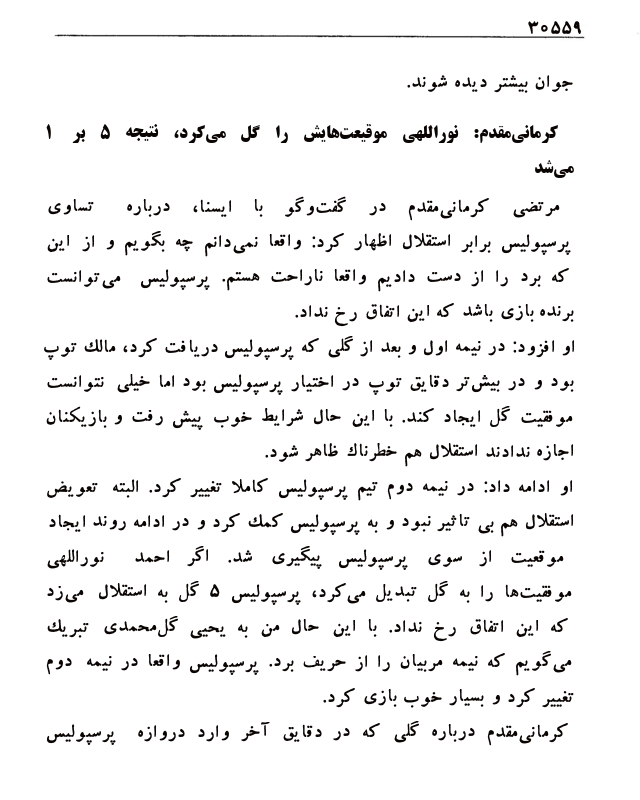 ۳۰۵۵۹
جوان بیشتر دیده شوند.
کرمانی‌مقدم: نوراللهی موقیعت‌هایش را گل می‌کرد، نتیجه ۵ بر ۱
می‌شد
مرتضی کرمانی‌مقدم در گفت‌وگو با ایسنا، درباره تساوی
پرسپولیس برابر استقلال اظهار کرد: واقعا نمی‌دانم چه بگویم و از این
که برد را از دست دادیم واقعا ناراحت هستم. پرسپولیس می‌توانست
برنده بازی باشد که این اتفاق رخ نداد.
او افزود: در نیمه اول و بعد از گلی که پرسپولیس دریافت کرد، مالك توپ
بود و در بیش‌تر دقایق توپ در اختیار پرسپولیس بود اما خیلی نتوانست
موقفیت گل ایجاد کند. با این حال شرایط خوب پیش رفت و بازیکنان
اجازه ندادند استقلال هم خطرناك ظاهر شود.
او ادامه داد: در نیمه دوم تیم پرسپولیس کاملا تغییر کرد. البته تعویض
استقلال هم بی تاثیر نبود و به پرسپولیس کمك کرد و در ادامه روند ایجاد
موقعیت از سوی پرسپولیس پیگیری شد. اگر احمد نوراللهی
موفقیت‌ها را به گل تبدیل می‌کرد، پرسپولیس ۵ گل به استقلال می‌زد
که این اتفاق رخ نداد. با این حال من به یحیی گل‌محمدی تبریك
می‌گویم که نیمه مربیان را از حریف برد. پرسپولیس واقعا در نیمه دوم
تغییر کرد و بسیار خوب بازی کرد.
کرمانی‌مقدم درباره گلی که در دقایق آخر وارد دروازه پرسپولیس